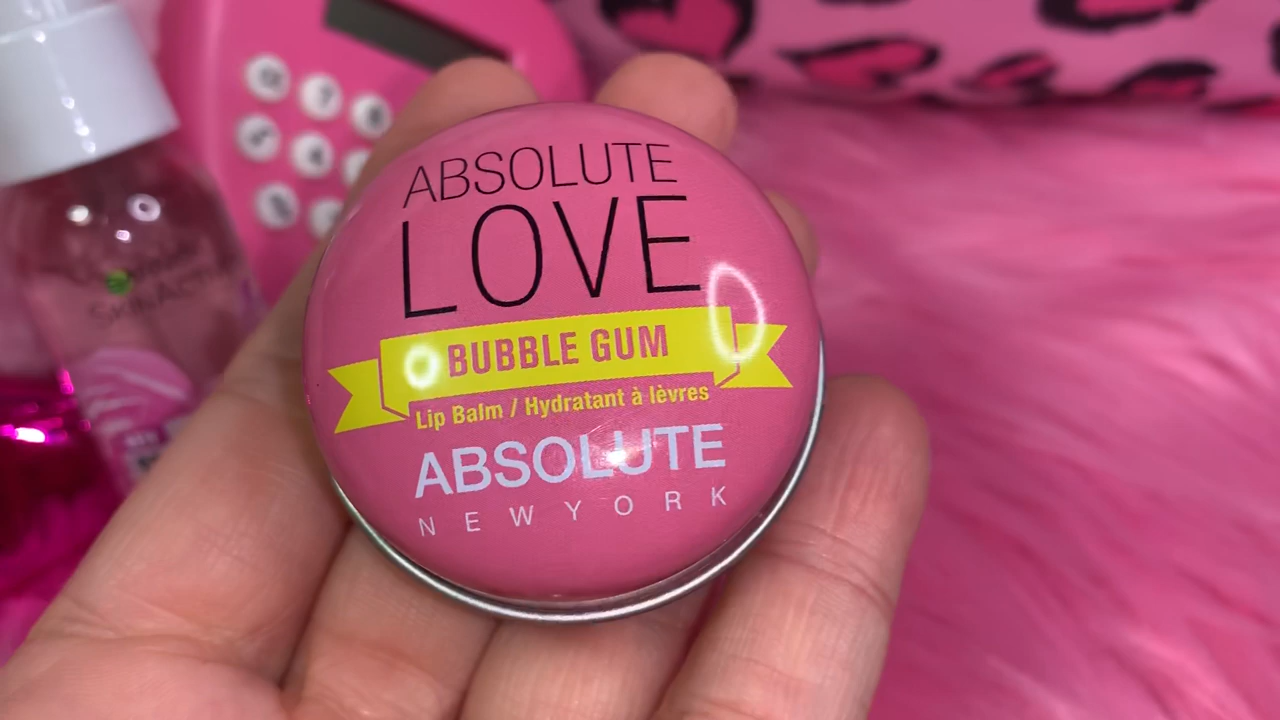 ABSOLUTE
LOVE
BUBBLE GUM
Lip Balm / Hydratant à lèvres
ABSOLUTE
NEW YORK